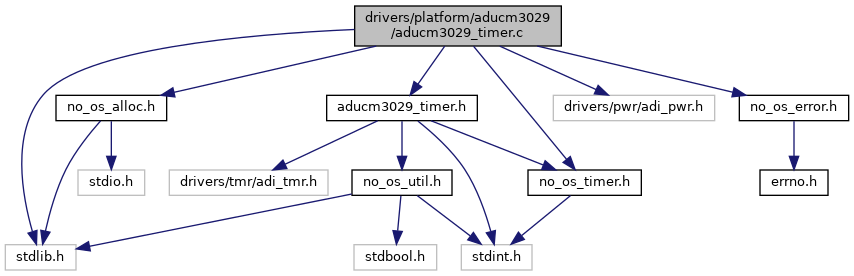 drivers/platform/aducm3029
/aducm3029_timer.c
no_os_alloc.h
aducm3029_timer.h
drivers/pwr/adi_pwr.h
no_os_error.h
stdio.h
drivers/tmr/adi_tmr.h
no_os_util.h
no_os_timer.h
errno.h
stdlib.h
stdbool.h
stdint.h